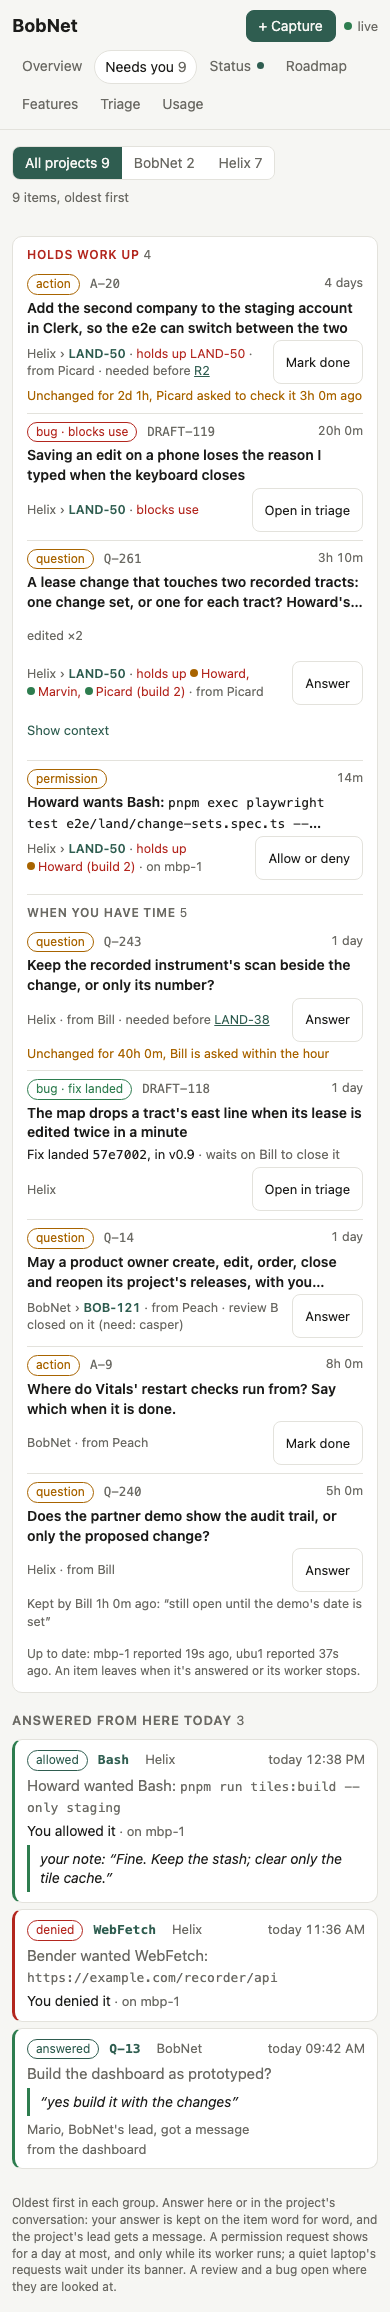 BobNet
+ Capture
live
Overview
Needs you 9
Status
Roadmap
Features
Triage
Usage
All projects 9
BobNet 2
Helix 7
9 items, oldest first
HOLDS WORK UP 4
action A-20 4 days
Add the second company to the staging account
in Clerk, so the e2e can switch between the two
Helix › LAND-50 · holds up LAND-50 ·
from Picard · needed before R2
Mark done
Unchanged for 2d 1h, Picard asked to check it 3h 0m ago
bug · blocks use DRAFT-119 20h 0m
Saving an edit on a phone loses the reason I
typed when the keyboard closes
Helix › LAND-50 · blocks use
Open in triage
question Q-261 3h 10m
A lease change that touches two recorded tracts:
one change set, or one for each tract? Howard's...
edited ×2
Helix › LAND-50 · holds up Howard,
Marvin, Picard (build 2) · from Picard
Answer
Show context
permission 14m
Howard wants Bash: pnpm exec playwright
test e2e/land/change-sets.spec.ts --...
Helix › LAND-50 · holds up
Howard (build 2) · on mbp-1
Allow or deny
WHEN YOU HAVE TIME 5
question Q-243 1 day
Keep the recorded instrument's scan beside the
change, or only its number?
Helix · from Bill · needed before LAND-38
Answer
Unchanged for 40h 0m, Bill is asked within the hour
bug · fix landed DRAFT-118 1 day
The map drops a tract's east line when its lease is
edited twice in a minute
Fix landed 57e7002, in v0.9 · waits on Bill to close it
Helix
Open in triage
question Q-14 1 day
May a product owner create, edit, order, close
and reopen its project's releases, with you...
BobNet › BOB-121 · from Peach · review B
closed on it (need: casper)
Answer
action A-9 8h 0m
Where do Vitals' restart checks run from? Say
which when it is done.
BobNet · from Peach
Mark done
question Q-240 5h 0m
Does the partner demo show the audit trail, or
only the proposed change?
Helix · from Bill
Answer
Kept by Bill 1h 0m ago: “still open until the demo's date is
set”
Up to date: mbp-1 reported 19s ago, ubu1 reported 37s
ago. An item leaves when it's answered or its worker stops.
ANSWERED FROM HERE TODAY 3
allowed Bash Helix today 12:38 PM
Howard wanted Bash: pnpm run tiles:build --
only staging
You allowed it · on mbp-1
your note: “Fine. Keep the stash; clear only the
tile cache.”
denied WebFetch Helix today 11:36 AM
Bender wanted WebFetch:
https://example.com/recorder/api
You denied it · on mbp-1
answered Q-13 BobNet today 09:42 AM
Build the dashboard as prototyped?
“yes build it with the changes”
Mario, BobNet's lead, got a message
from the dashboard
Oldest first in each group. Answer here or in the project's
conversation: your answer is kept on the item word for word, and
the project's lead gets a message. A permission request shows
for a day at most, and only while its worker runs; a quiet laptop's
requests wait under its banner. A review and a bug open where
they are looked at.